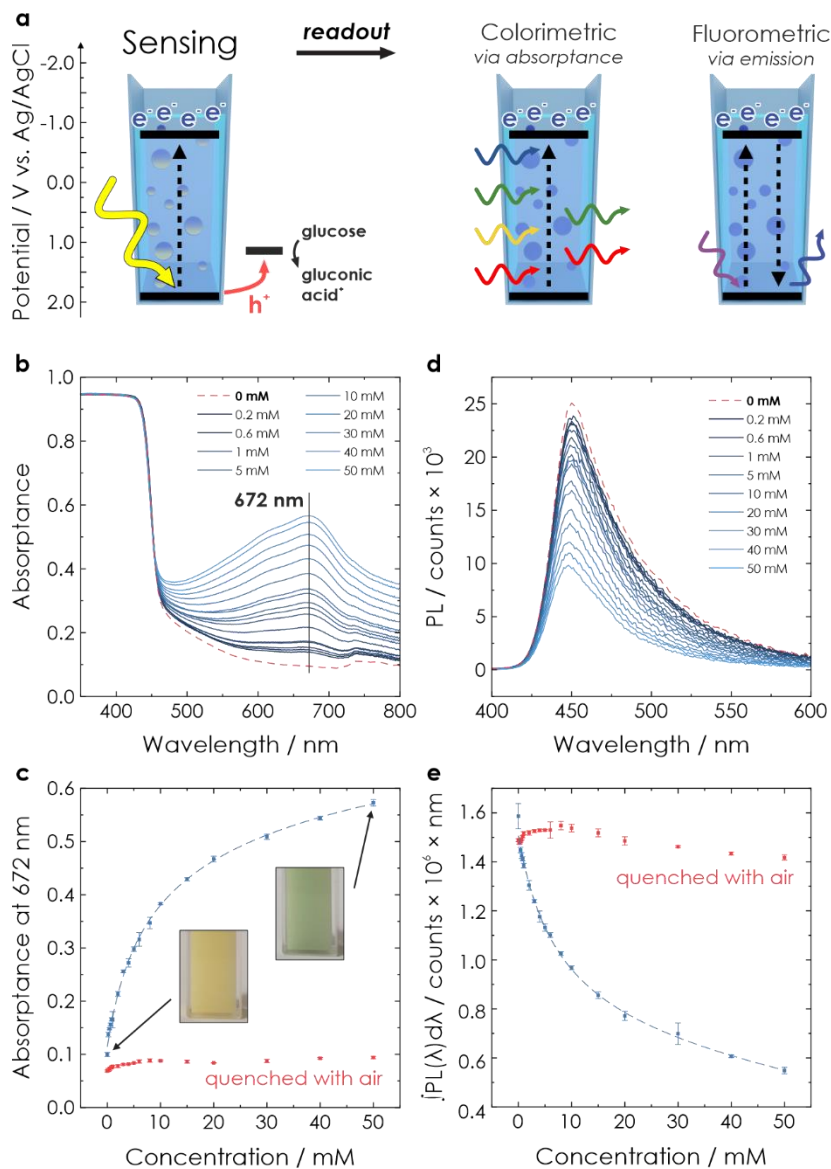 a
Sensing
readout
Colorimetric
via absorptance
Fluorometric
via emission
Potential / V vs. Ag/AgCl
-2.0
-1.0
0.0
1.0
2.0
e- e- e- e-
e- e- e- e-
e- e- e- e-
glucose
gluconic
acid*
h+
b
Absorptance
1.0
0.8
0.6
0.4
0.2
0.0
0 mM
0.2 mM
0.6 mM
1 mM
5 mM
10 mM
20 mM
30 mM
40 mM
50 mM
672 nm
400 500 600 700 800
Wavelength / nm
d
PL / counts × 10³
25
20
15
10
5
0
0 mM
0.2 mM
0.6 mM
1 mM
5 mM
10 mM
20 mM
30 mM
40 mM
50 mM
400 450 500 550 600
Wavelength / nm
c
Absorptance at 672 nm
0.6
0.5
0.4
0.3
0.2
0.1
0.0
quenched with air
0 10 20 30 40 50
Concentration / mM
e
∫PL(λ)dλ / counts × 10⁶ × nm
1.6
1.4
1.2
1.0
0.8
0.6
0.4
quenched with air
0 10 20 30 40 50
Concentration / mM